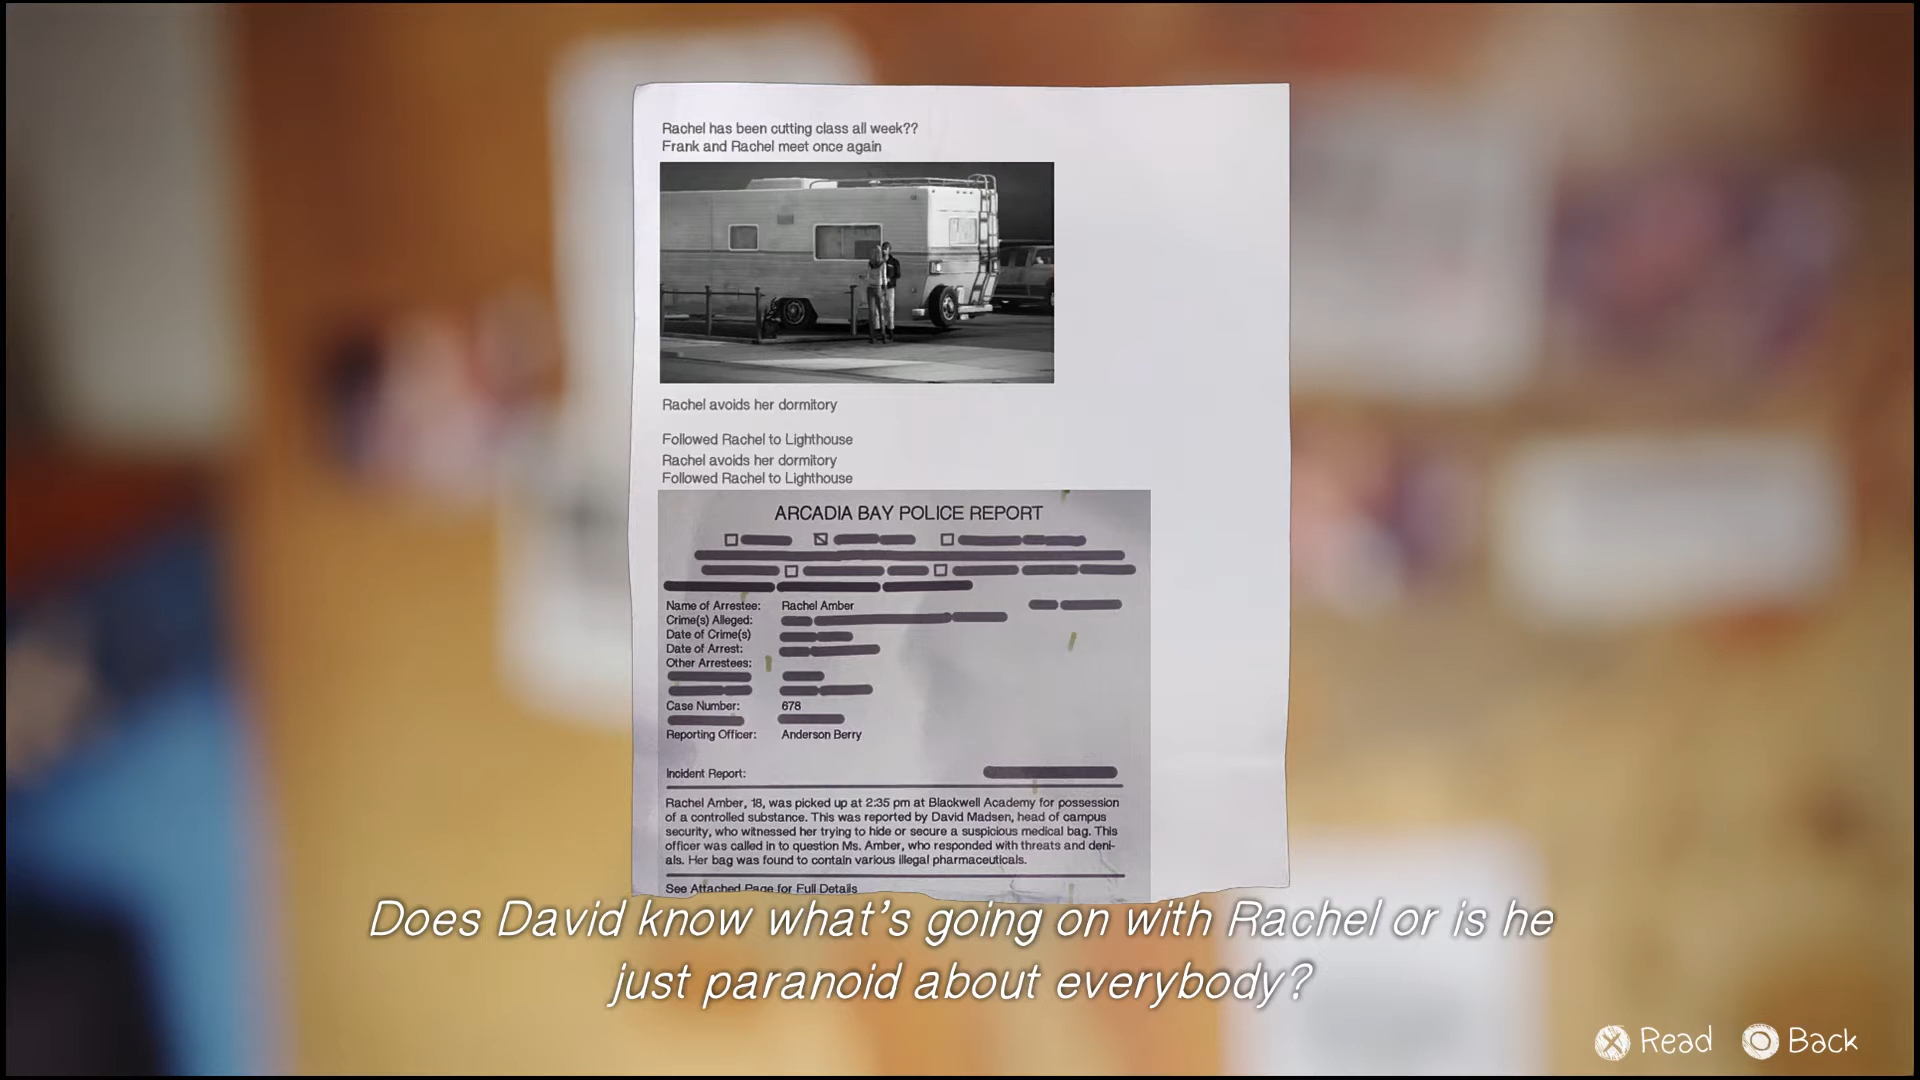 Rachel has been cutting class all week??
Frank and Rachel meet once again
Rachel avoids her dormitory
Followed Rachel to Lighthouse
Rachel avoids her dormitory
Followed Rachel to Lighthouse
ARCADIA BAY POLICE REPORT
Name of Arrestee: Rachel Amber
Crime(s) Alleged:
Date of Crime(s)
Date of Arrest:
Other Arrestees:
Case Number: 678
Reporting Officer: Anderson Berry
Incident Report:
Rachel Amber, 18, was picked up at 2:35 pm at Blackwell Academy for possession
of a controlled substance. This was reported by David Madsen, head of campus
security, who witnessed her trying to hide or secure a suspicious medical bag. This
officer was called in to question Ms. Amber, who responded with threats and deni-
als. Her bag was found to contain various illegal pharmaceuticals.
See Attached Page for Full Details
Does David know what's going on with Rachel or is he
just paranoid about everybody?
Read Back